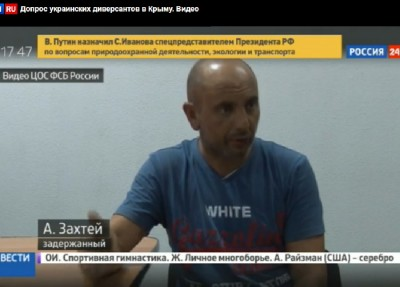 RU Допрос украинских диверсантов в Крыму. Видео
17.47
В. Путин назначил С.Иванова спецпредставителем Президента РФ
по вопросам природоохранной деятельности, экологии и транспорта
РОССИЯ 24
Видео ЦОС ФСБ России
WHITE
А. Захтей
задержанный
ВЕСТИ
ОИ. Спортивная гимнастика. Ж. Личное многоборье. А. Райзман (США) – серебро